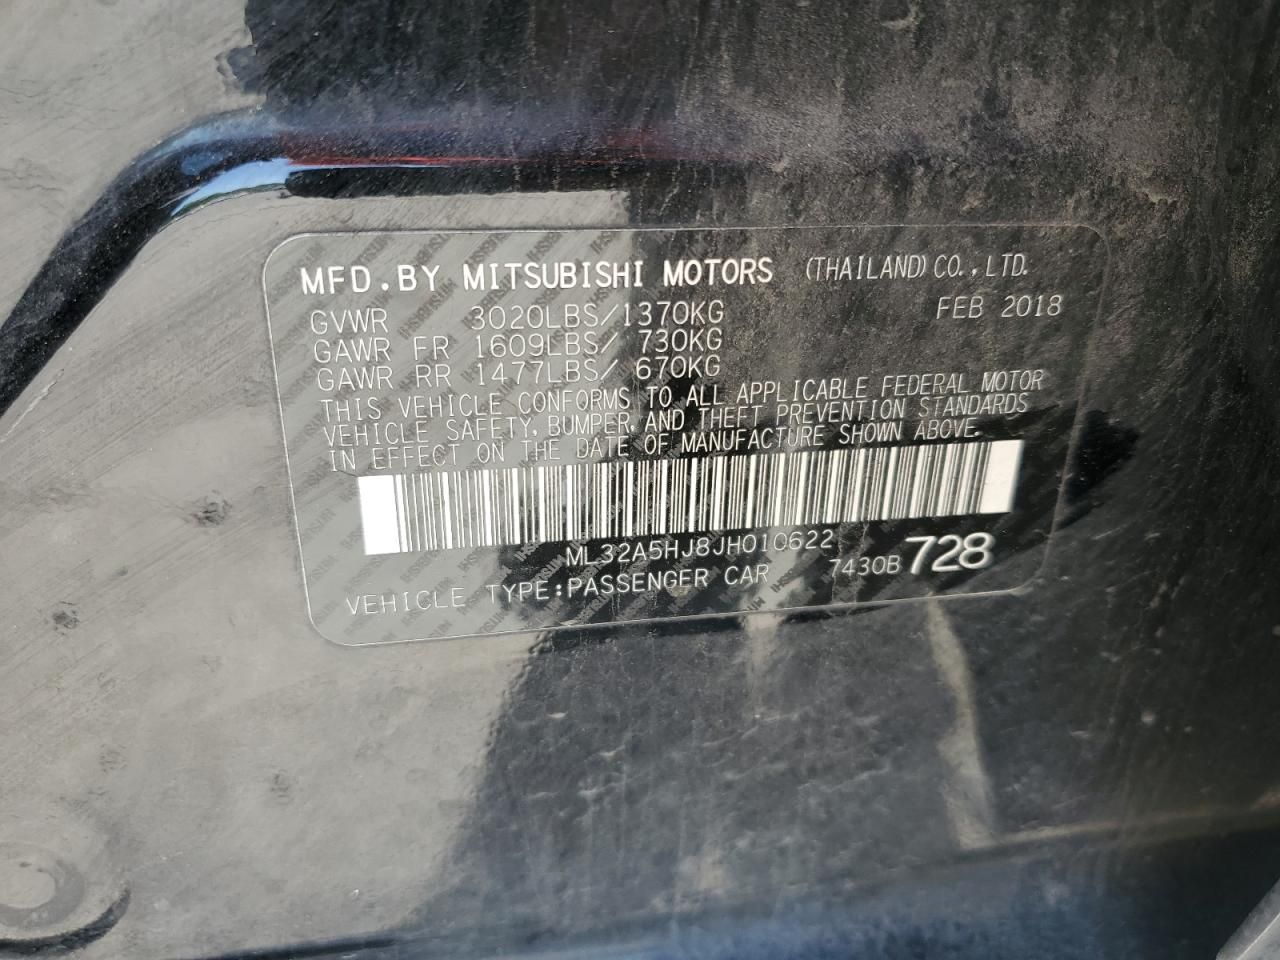 MFD.BY MITSUBISHI MOTORS (THAILAND) CO.,LTD.
GVWR 3020LBS/1370KG FEB 2018
GAWR FR 1609LBS/ 730KG
GAWR RR 1477LBS/ 670KG
THIS VEHICLE CONFORMS TO ALL APPLICABLE FEDERAL MOTOR
VEHICLE SAFETY, BUMPER, AND THEFT PREVENTION STANDARDS
IN EFFECT ON THE DATE OF MANUFACTURE SHOWN ABOVE.
ML32A5HJ8JH010622
VEHICLE TYPE:PASSENGER CAR 7430B 728